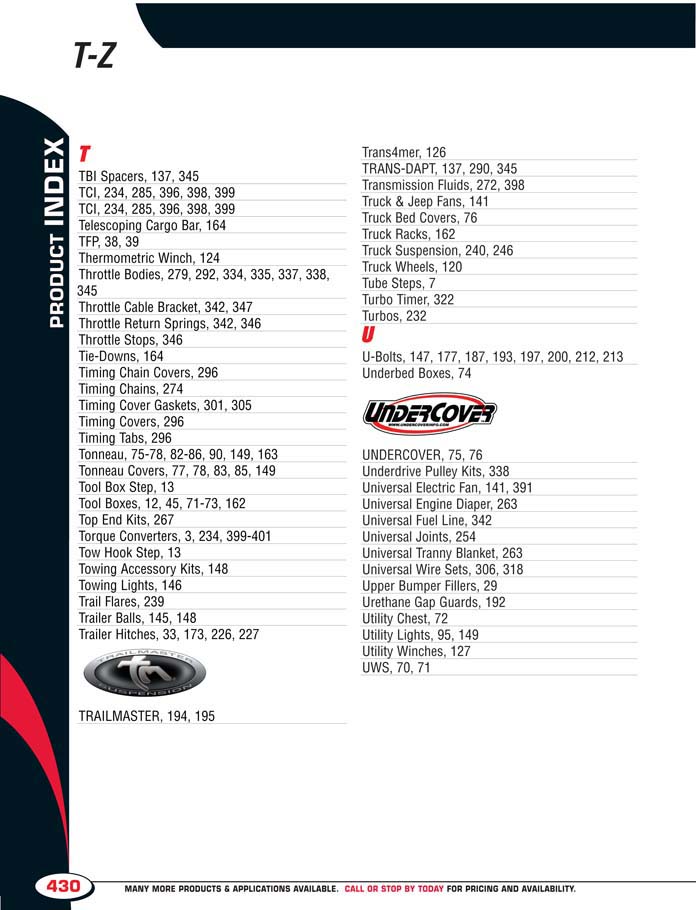 T-Z
PRODUCT INDEX
T
TBI Spacers, 137, 345
TCI, 234, 285, 396, 398, 399
TCI, 234, 285, 396, 398, 399
Telescoping Cargo Bar, 164
TFP, 38, 39
Thermometric Winch, 124
Throttle Bodies, 279, 292, 334, 335, 337, 338,
345
Throttle Cable Bracket, 342, 347
Throttle Return Springs, 342, 346
Throttle Stops, 346
Tie-Downs, 164
Timing Chain Covers, 296
Timing Chains, 274
Timing Cover Gaskets, 301, 305
Timing Covers, 296
Timing Tabs, 296
Tonneau, 75-78, 82-86, 90, 149, 163
Tonneau Covers, 77, 78, 83, 85, 149
Tool Box Step, 13
Tool Boxes, 12, 45, 71-73, 162
Top End Kits, 267
Torque Converters, 3, 234, 399-401
Tow Hook Step, 13
Towing Accessory Kits, 148
Towing Lights, 146
Trail Flares, 239
Trailer Balls, 145, 148
Trailer Hitches, 33, 173, 226, 227
TRAILMASTER
TM
SUSPENSION
TRAILMASTER, 194, 195
Trans4mer, 126
TRANS-DAPT, 137, 290, 345
Transmission Fluids, 272, 398
Truck & Jeep Fans, 141
Truck Bed Covers, 76
Truck Racks, 162
Truck Suspension, 240, 246
Truck Wheels, 120
Tube Steps, 7
Turbo Timer, 322
Turbos, 232
U
U-Bolts, 147, 177, 187, 193, 197, 200, 212, 213
Underbed Boxes, 74
UNDERCOVER
WWW.UNDERCOVERINFO.COM
UNDERCOVER, 75, 76
Underdrive Pulley Kits, 338
Universal Electric Fan, 141, 391
Universal Engine Diaper, 263
Universal Fuel Line, 342
Universal Joints, 254
Universal Tranny Blanket, 263
Universal Wire Sets, 306, 318
Upper Bumper Fillers, 29
Urethane Gap Guards, 192
Utility Chest, 72
Utility Lights, 95, 149
Utility Winches, 127
UWS, 70, 71
430
MANY MORE PRODUCTS & APPLICATIONS AVAILABLE. CALL OR STOP BY TODAY FOR PRICING AND AVAILABILITY.